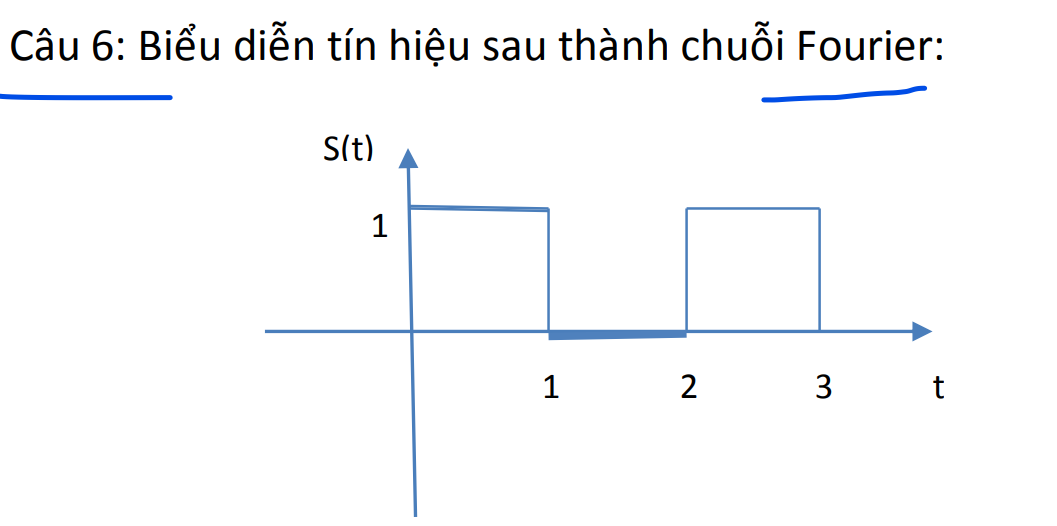 Câu 6: Biểu diễn tín hiệu sau thành chuỗi Fourier:
S(t)
1
1 2 3 t